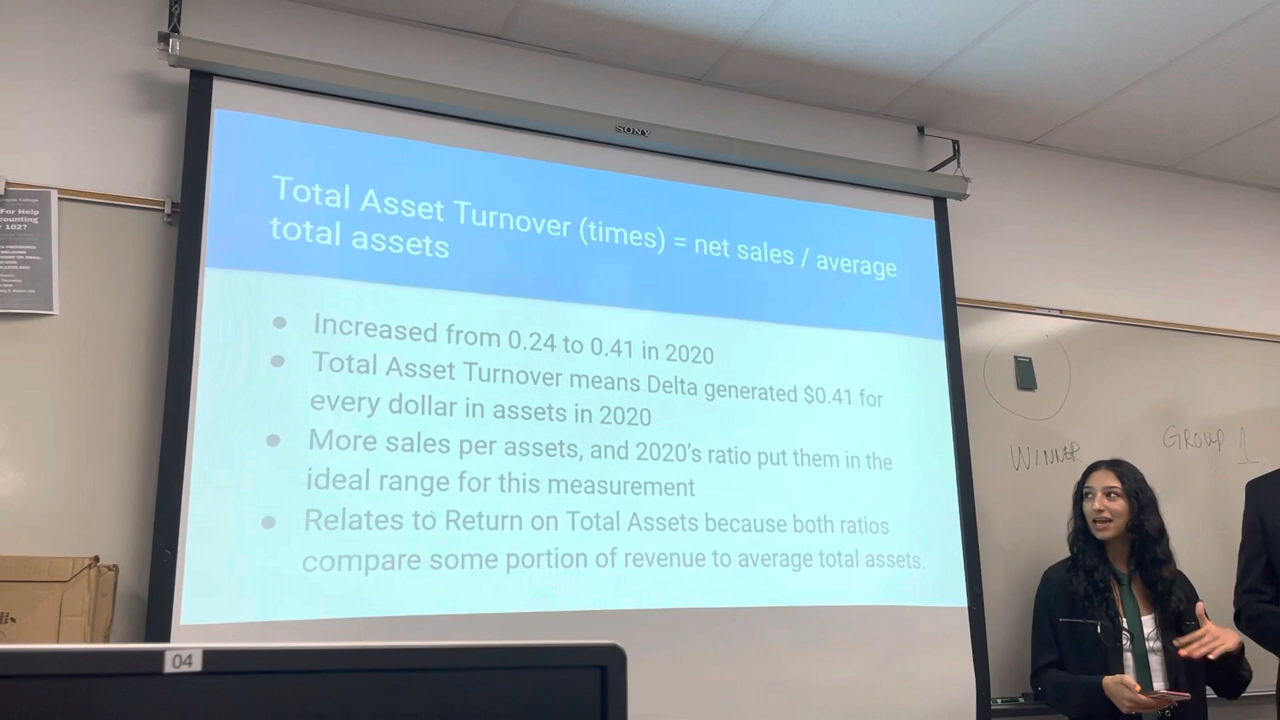 SONY
Total Asset Turnover (times) = net sales / average
total assets
● Increased from 0.24 to 0.41 in 2020
● Total Asset Turnover means Delta generated $0.41 for
every dollar in assets in 2020
● More sales per assets, and 2020's ratio put them in the
ideal range for this measurement
● Relates to Return on Total Assets because both ratios
compare some portion of revenue to average total assets.
For Help
102?
WINNER
GROUP 1
04